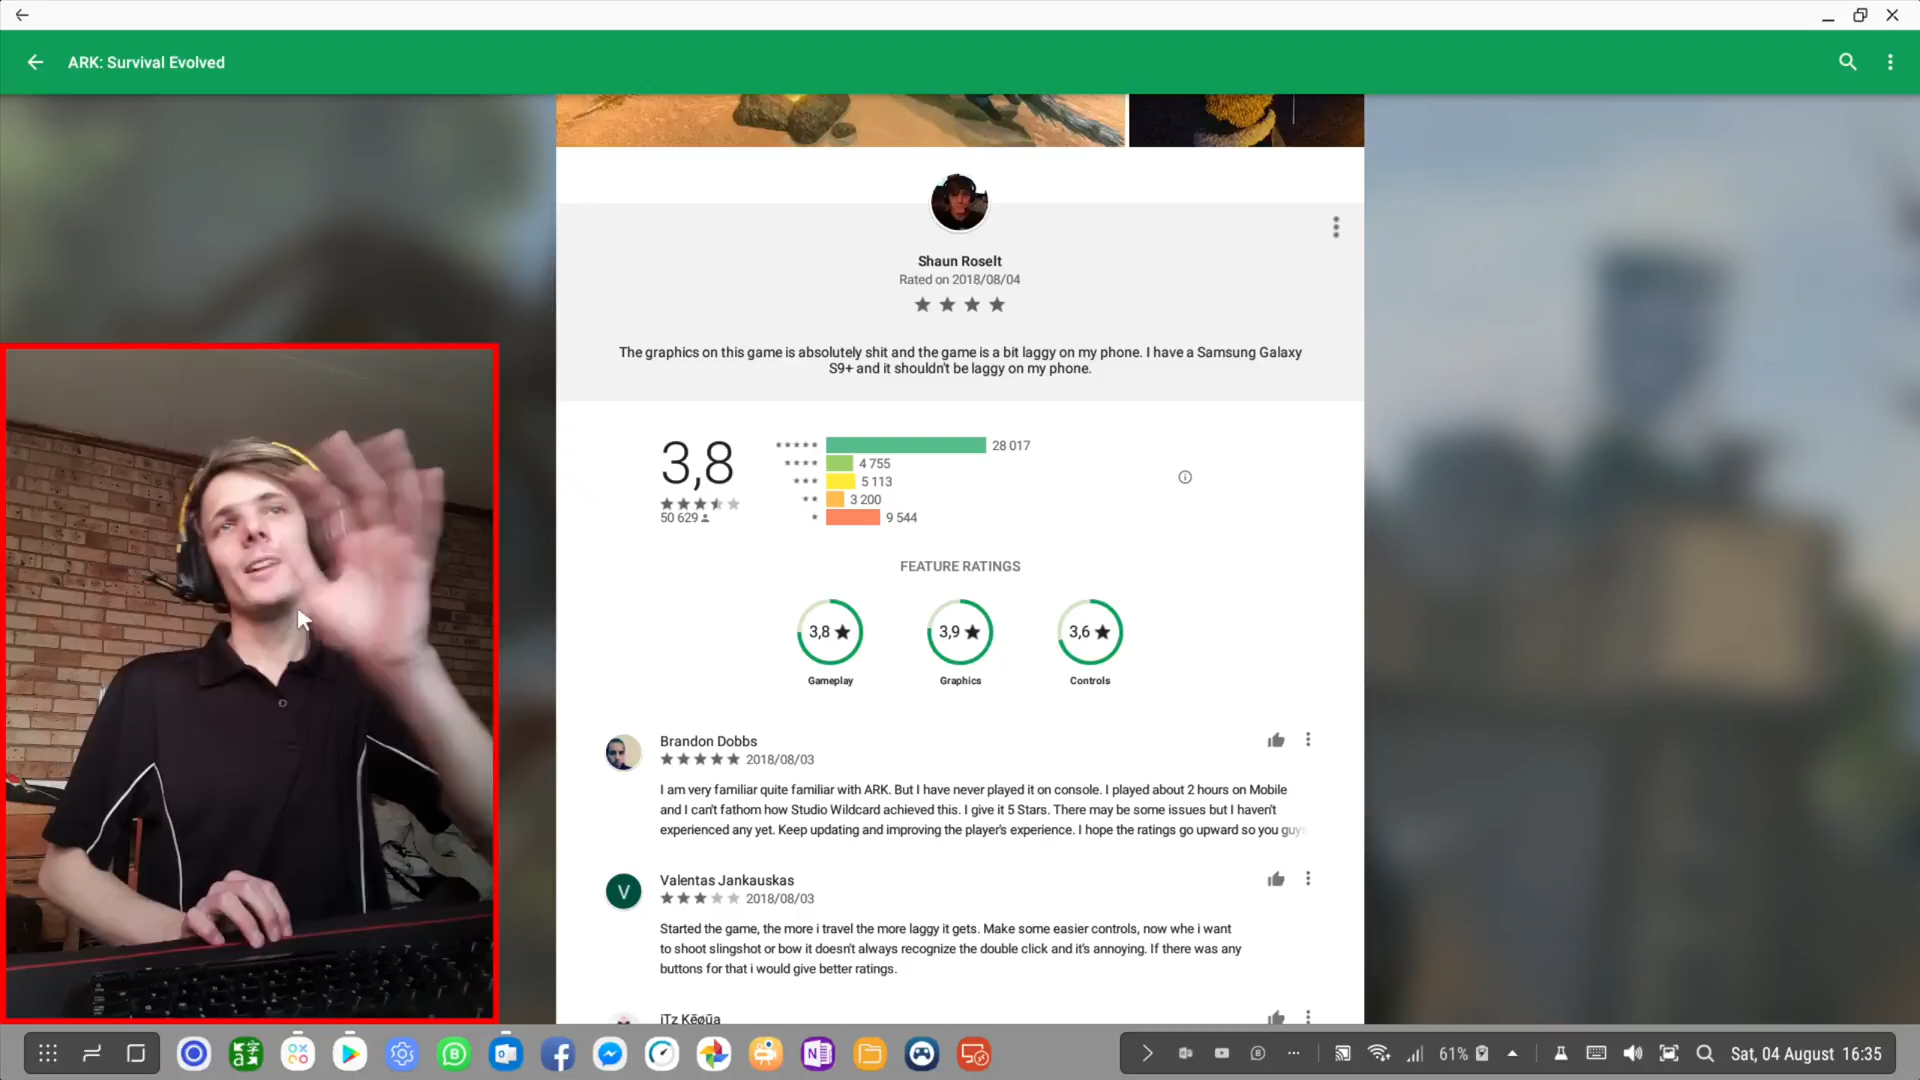 ARK: Survival Evolved
Shaun Roselt
Rated on 2018/08/04
The graphics on this game is absolutely shit and the game is a bit laggy on my phone. I have a Samsung Galaxy
S9+ and it shouldn't be laggy on my phone.
3,8
50 629
28 017
4 755
5 113
3 200
9 544
FEATURE RATINGS
3,8 3,9 3,6
Gameplay Graphics Controls
Brandon Dobbs
2018/08/03
I am very familiar quite familiar with ARK. But I have never played it on console. I played about 2 hours on Mobile
and I can't fathom how Studio Wildcard achieved this. I give it 5 Stars. There may be some issues but I haven't
experienced any yet. Keep updating and improving the player's experience. I hope the ratings go upward so you guys
V
Valentas Jankauskas
2018/08/03
Started the game, the more i travel the more laggy it gets. Make some easier controls, now whe i want
to shoot slingshot or bow it doesn't always recognize the double click and it's annoying. If there was any
buttons for that i would give better ratings.
iTz Kēøūa
61% Sat, 04 August 16:35